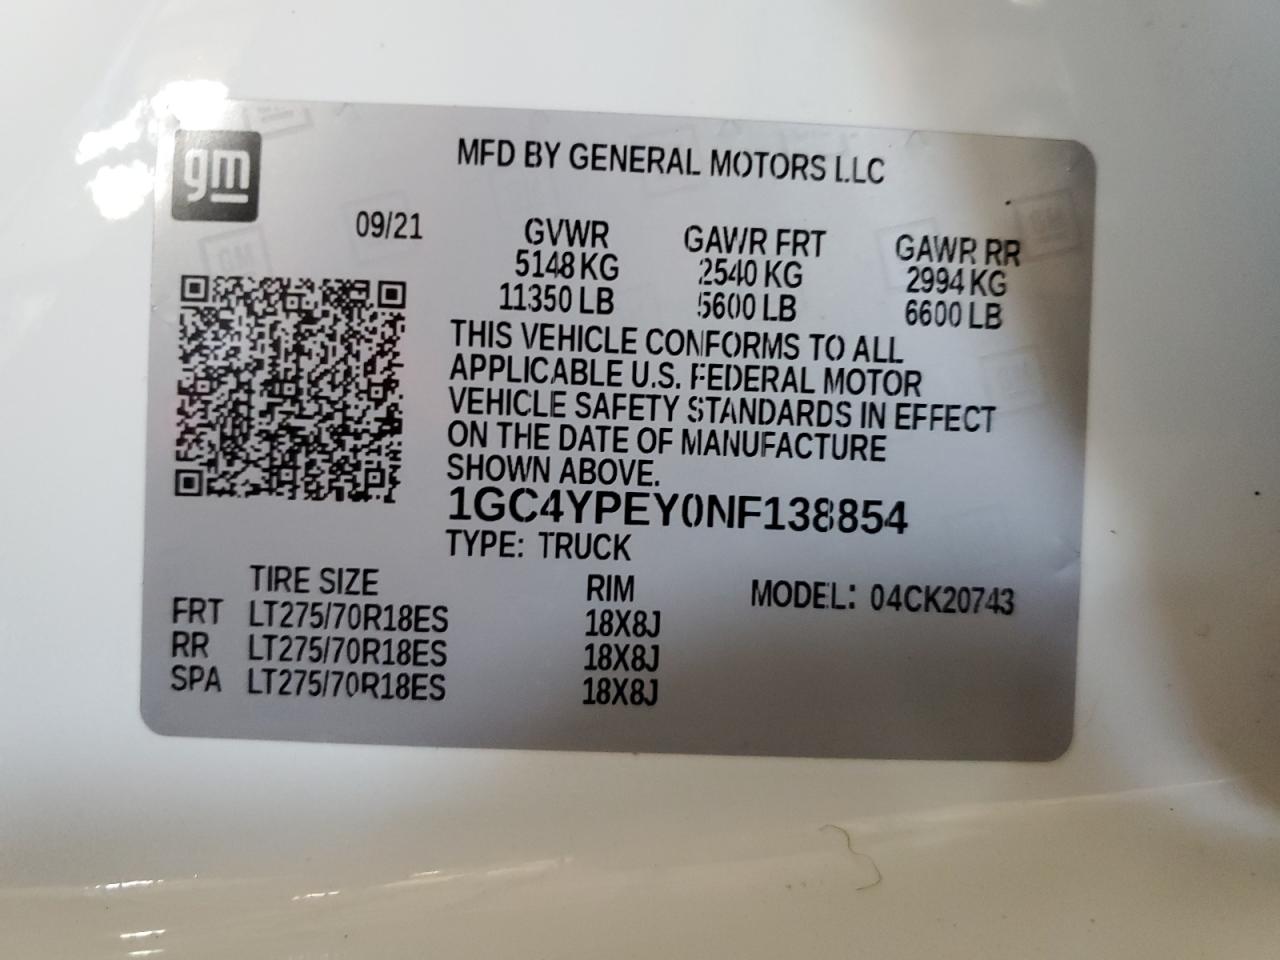 gm
MFD BY GENERAL MOTORS LLC
09/21
GVWR GAWR FRT GAWR RR
5148 KG 2540 KG 2994 KG
11350 LB 5600 LB 6600 LB
THIS VEHICLE CONFORMS TO ALL
APPLICABLE U.S. FEDERAL MOTOR
VEHICLE SAFETY STANDARDS IN EFFECT
ON THE DATE OF MANUFACTURE
SHOWN ABOVE.
1GC4YPEY0NF138854
TYPE: TRUCK
TIRE SIZE RIM MODEL: 04CK20743
FRT LT275/70R18ES 18X8J
RR LT275/70R18ES 18X8J
SPA LT275/70R18ES 18X8J